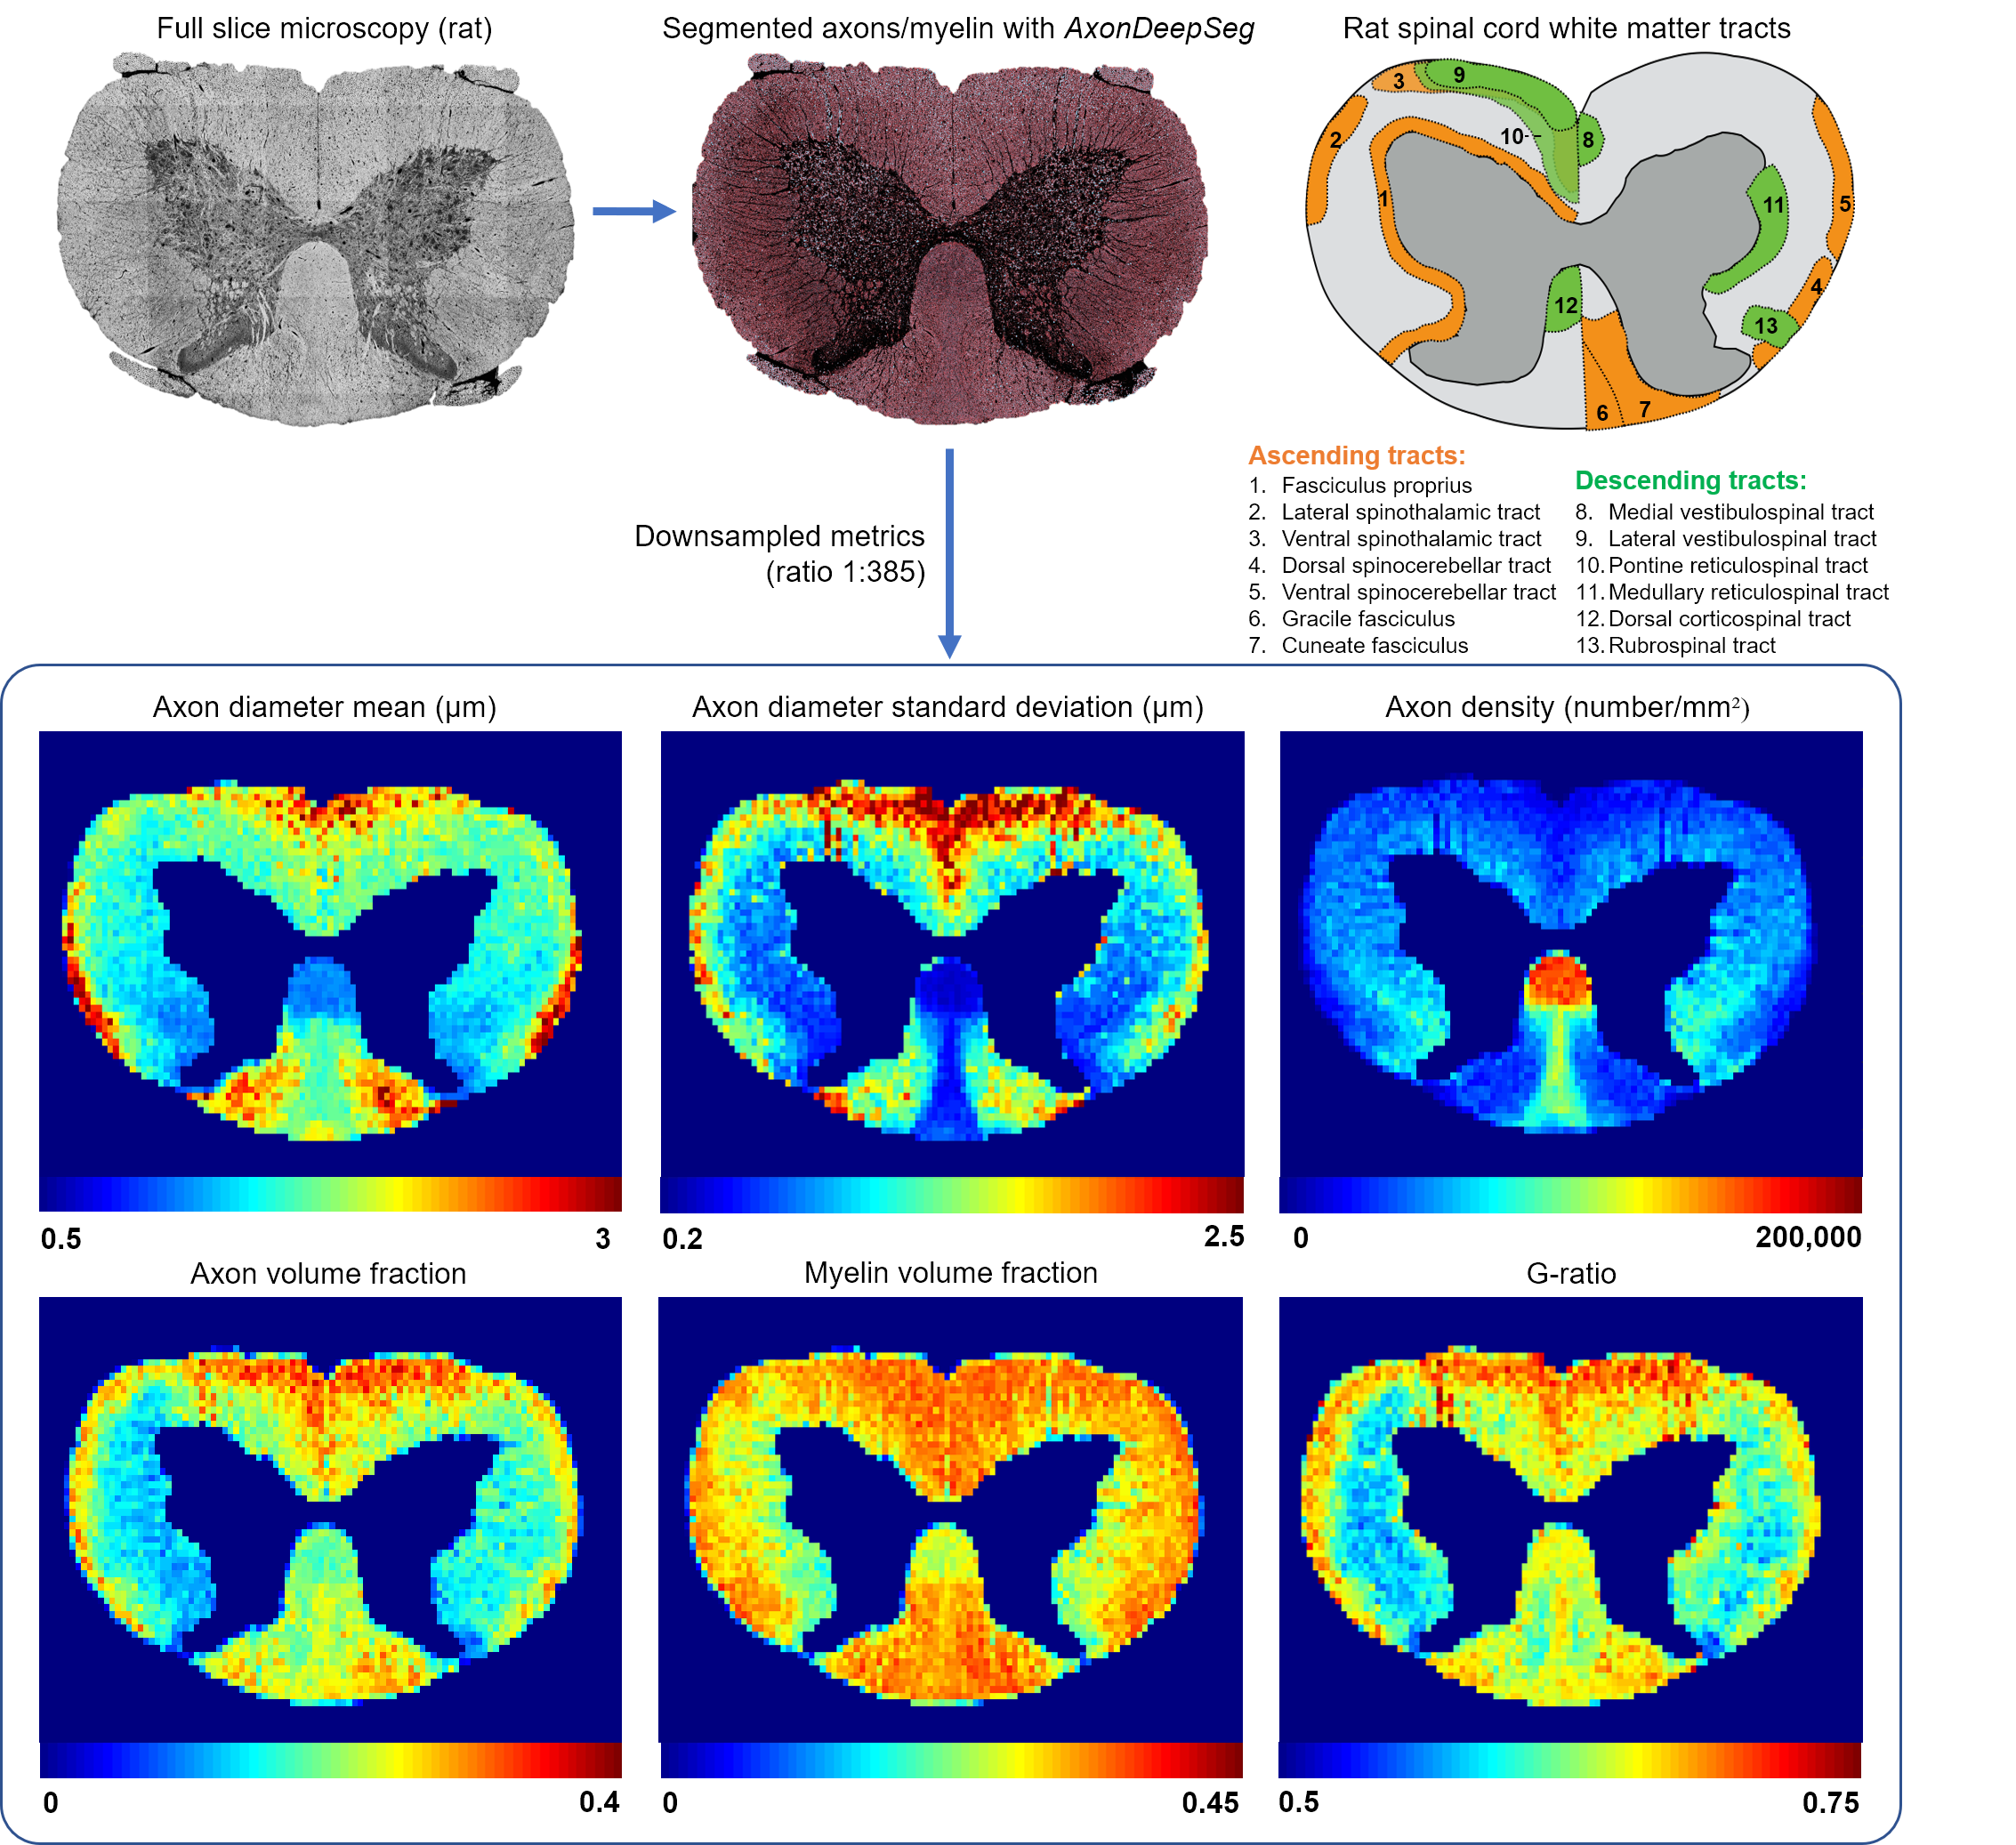 Full slice microscopy (rat)
Segmented axons/myelin with AxonDeepSeg
Rat spinal cord white matter tracts
3
9
2
10
8
1
11
5
4
12
13
6
7
Ascending tracts:
1. Fasciculus proprius
2. Lateral spinothalamic tract
3. Ventral spinothalamic tract
4. Dorsal spinocerebellar tract
5. Ventral spinocerebellar tract
6. Gracile fasciculus
7. Cuneate fasciculus
Descending tracts:
8. Medial vestibulospinal tract
9. Lateral vestibulospinal tract
10. Pontine reticulospinal tract
11. Medullary reticulospinal tract
12. Dorsal corticospinal tract
13. Rubrospinal tract
Downsampled metrics
(ratio 1:385)
Axon diameter mean (µm)
Axon diameter standard deviation (µm)
Axon density (number/mm²)
0.5 3
0.2 2.5
0 200,000
Axon volume fraction
Myelin volume fraction
G-ratio
0 0.4
0 0.45
0.5 0.75